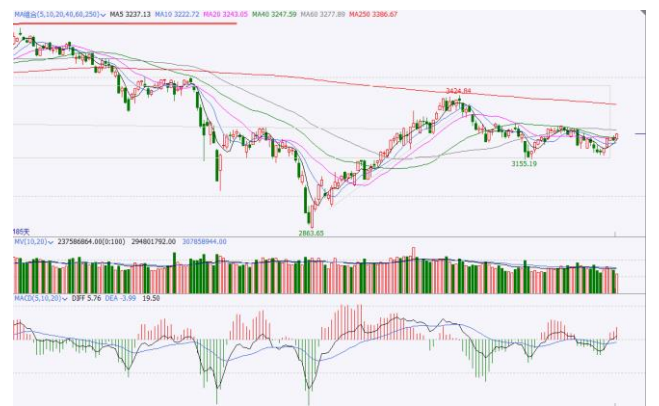 MA组合(5,10,20,40,60,250) MA5 3237.13 MA10 3222.72 MA20 3243.05 MA40 3247.59 MA60 3277.89 MA250 3386.67
3424.84
3155.19
2863.65
485天
MV(10,20) 237586864.00(0:100) 294801792.00 307858944.00
MACD(5,10,20) DIFF 5.76 DEA -3.99 19.50